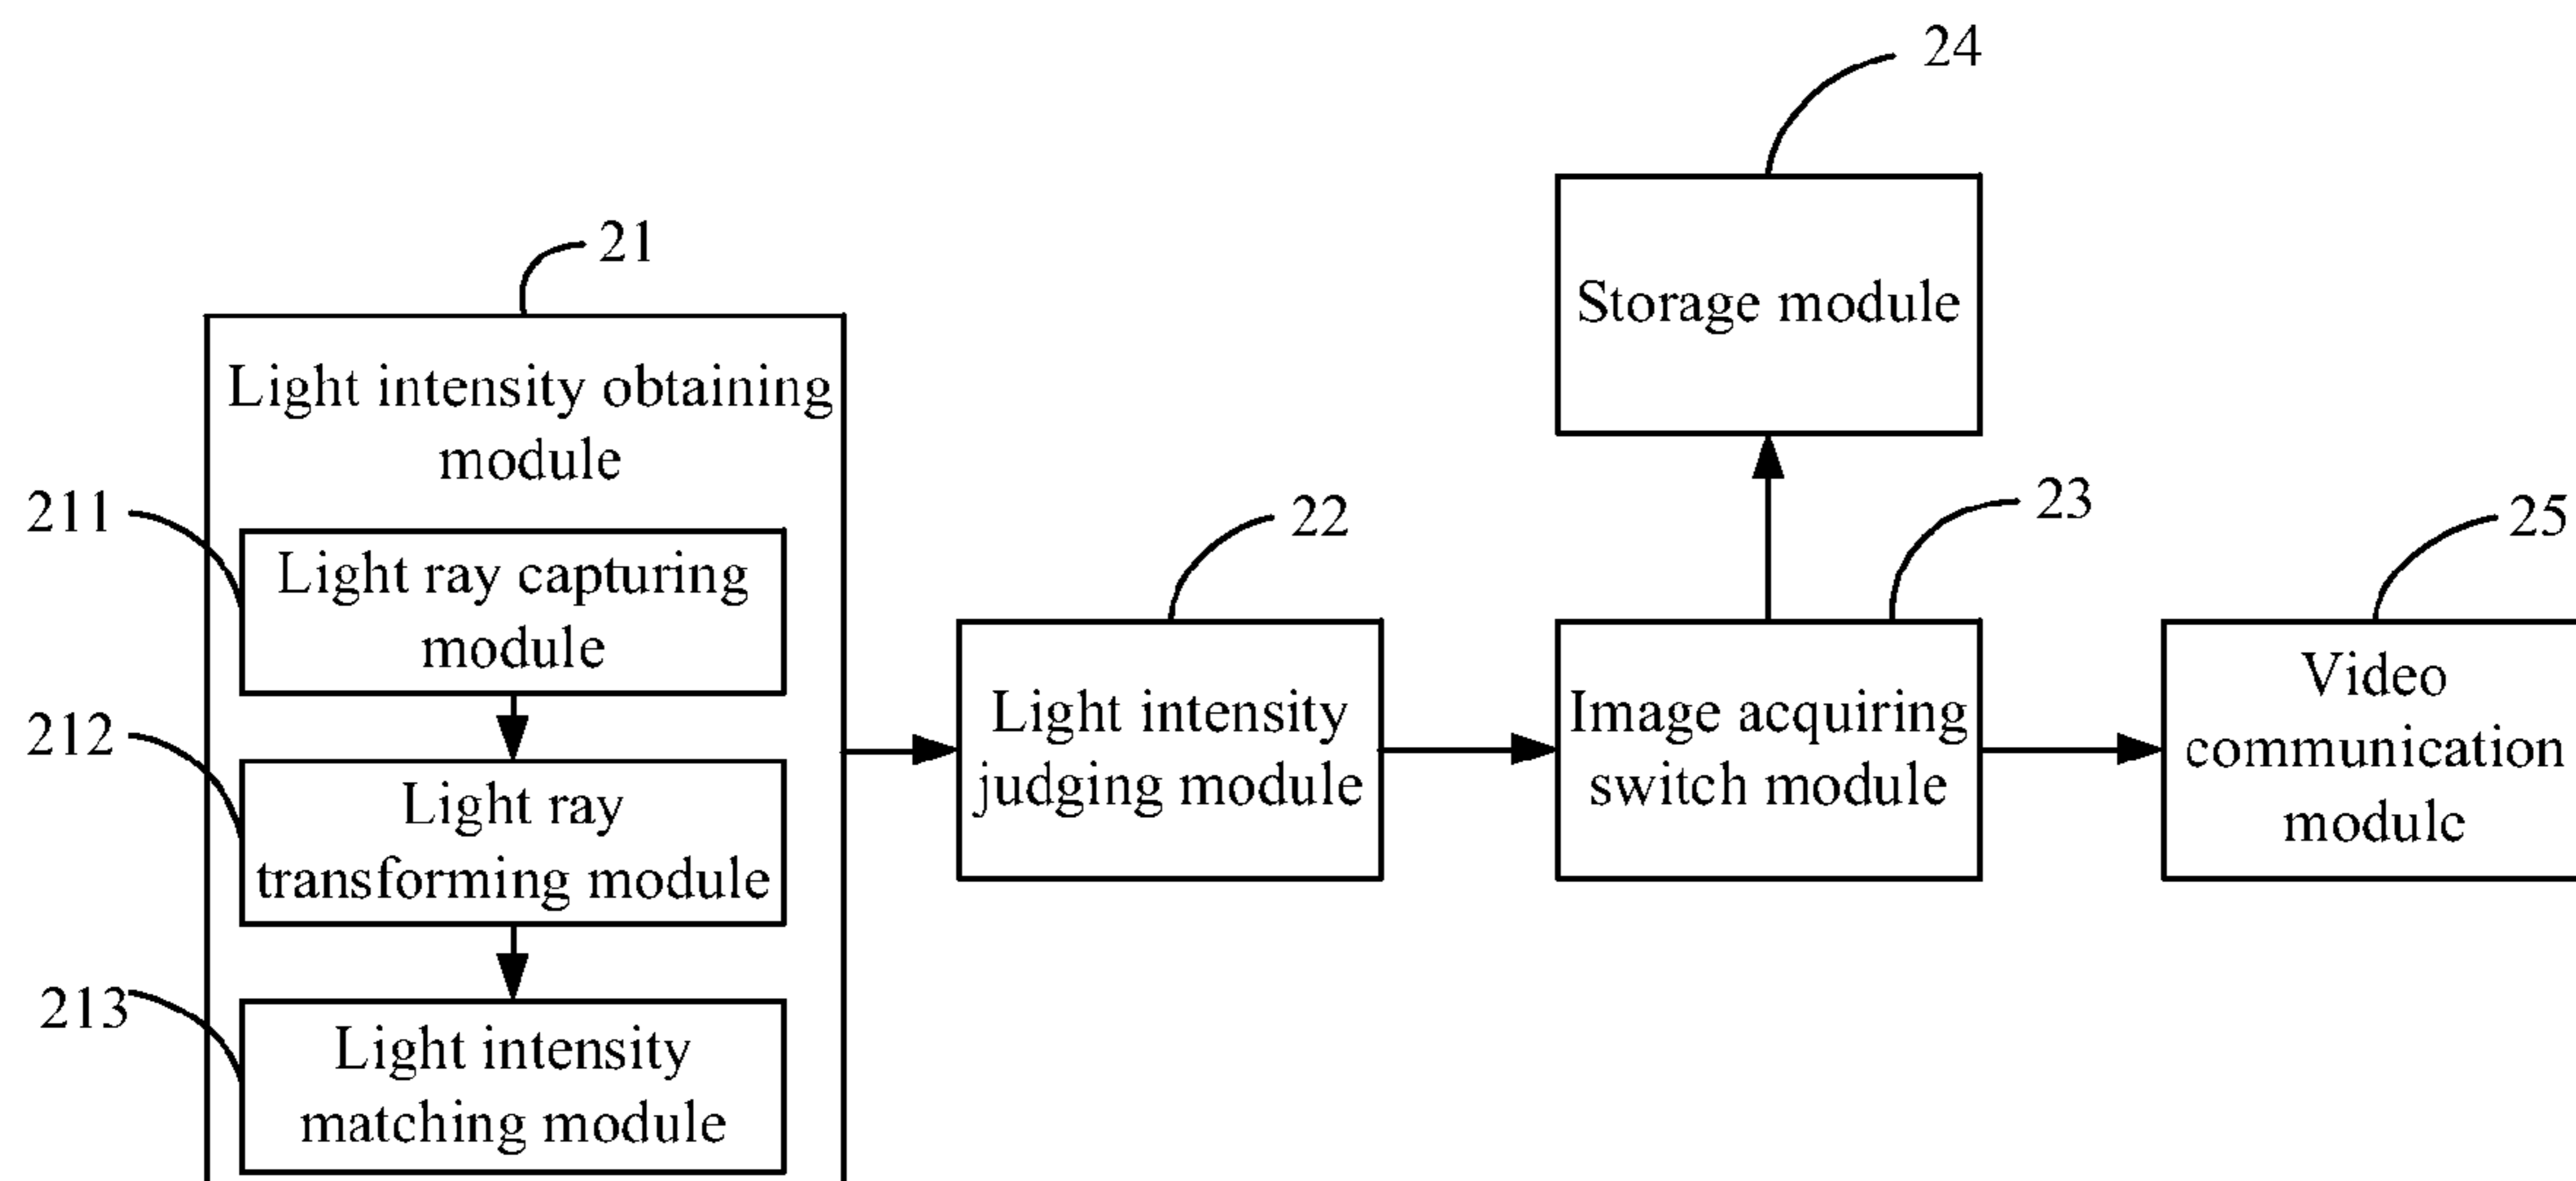 24
21
Storage module
Light intensity obtaining
module
211
Light ray capturing
module
22
23
25
212
Light ray
transforming module
Light intensity
judging module
Image acquiring
switch module
Video
communication
module
213
Light intensity
matching module